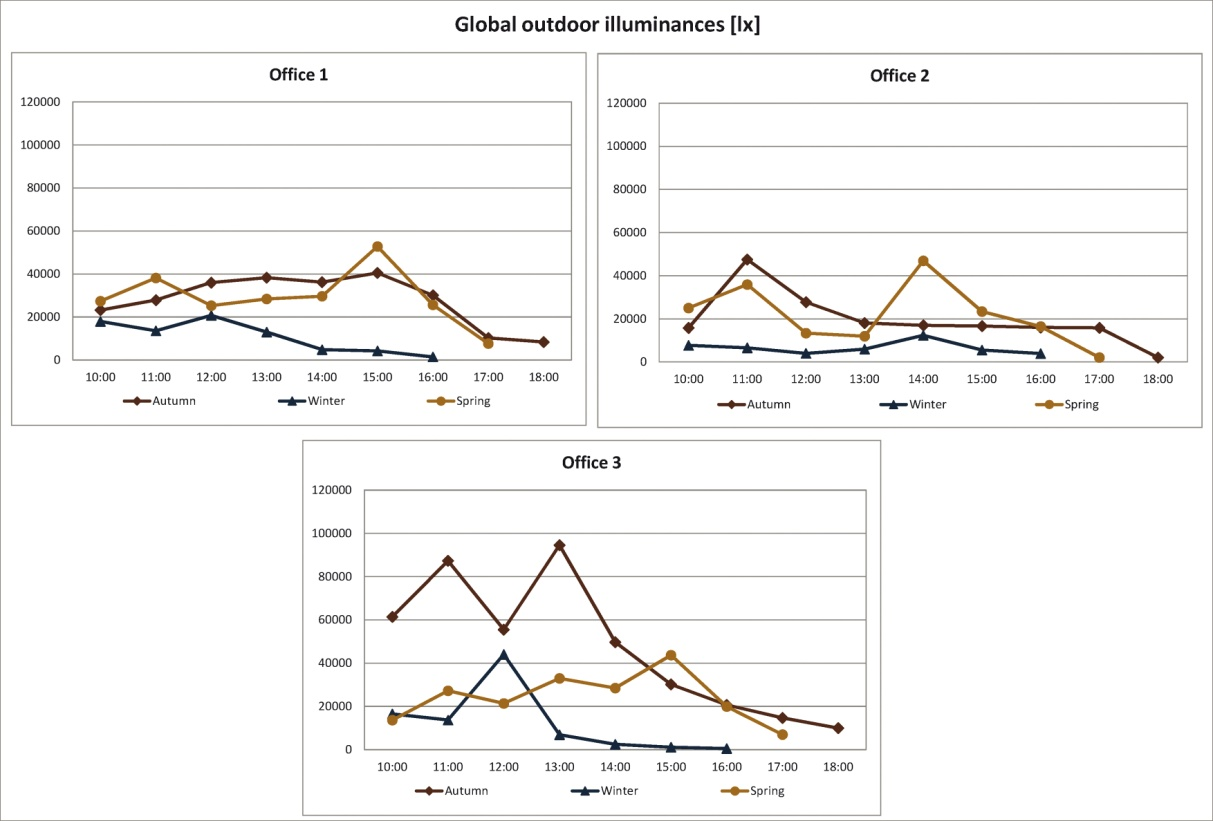 Global outdoor illuminances [lx]
Office 1
120000
100000
80000
60000
40000
20000
0
10:00 11:00 12:00 13:00 14:00 15:00 16:00 17:00 18:00
Autumn Winter Spring
Office 2
120000
100000
80000
60000
40000
20000
0
10:00 11:00 12:00 13:00 14:00 15:00 16:00 17:00 18:00
Autumn Winter Spring
Office 3
120000
100000
80000
60000
40000
20000
0
10:00 11:00 12:00 13:00 14:00 15:00 16:00 17:00 18:00
Autumn Winter Spring